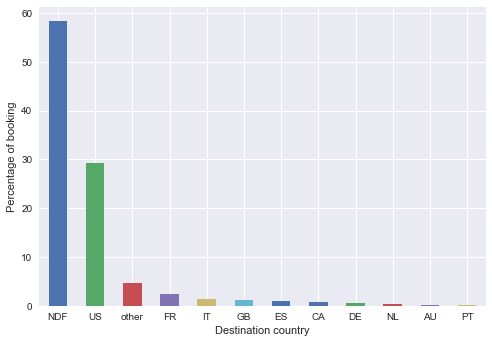 Percentage of booking
60
50
40
30
20
10
0
NDF US other FR IT GB ES CA DE NL AU PT
Destination country